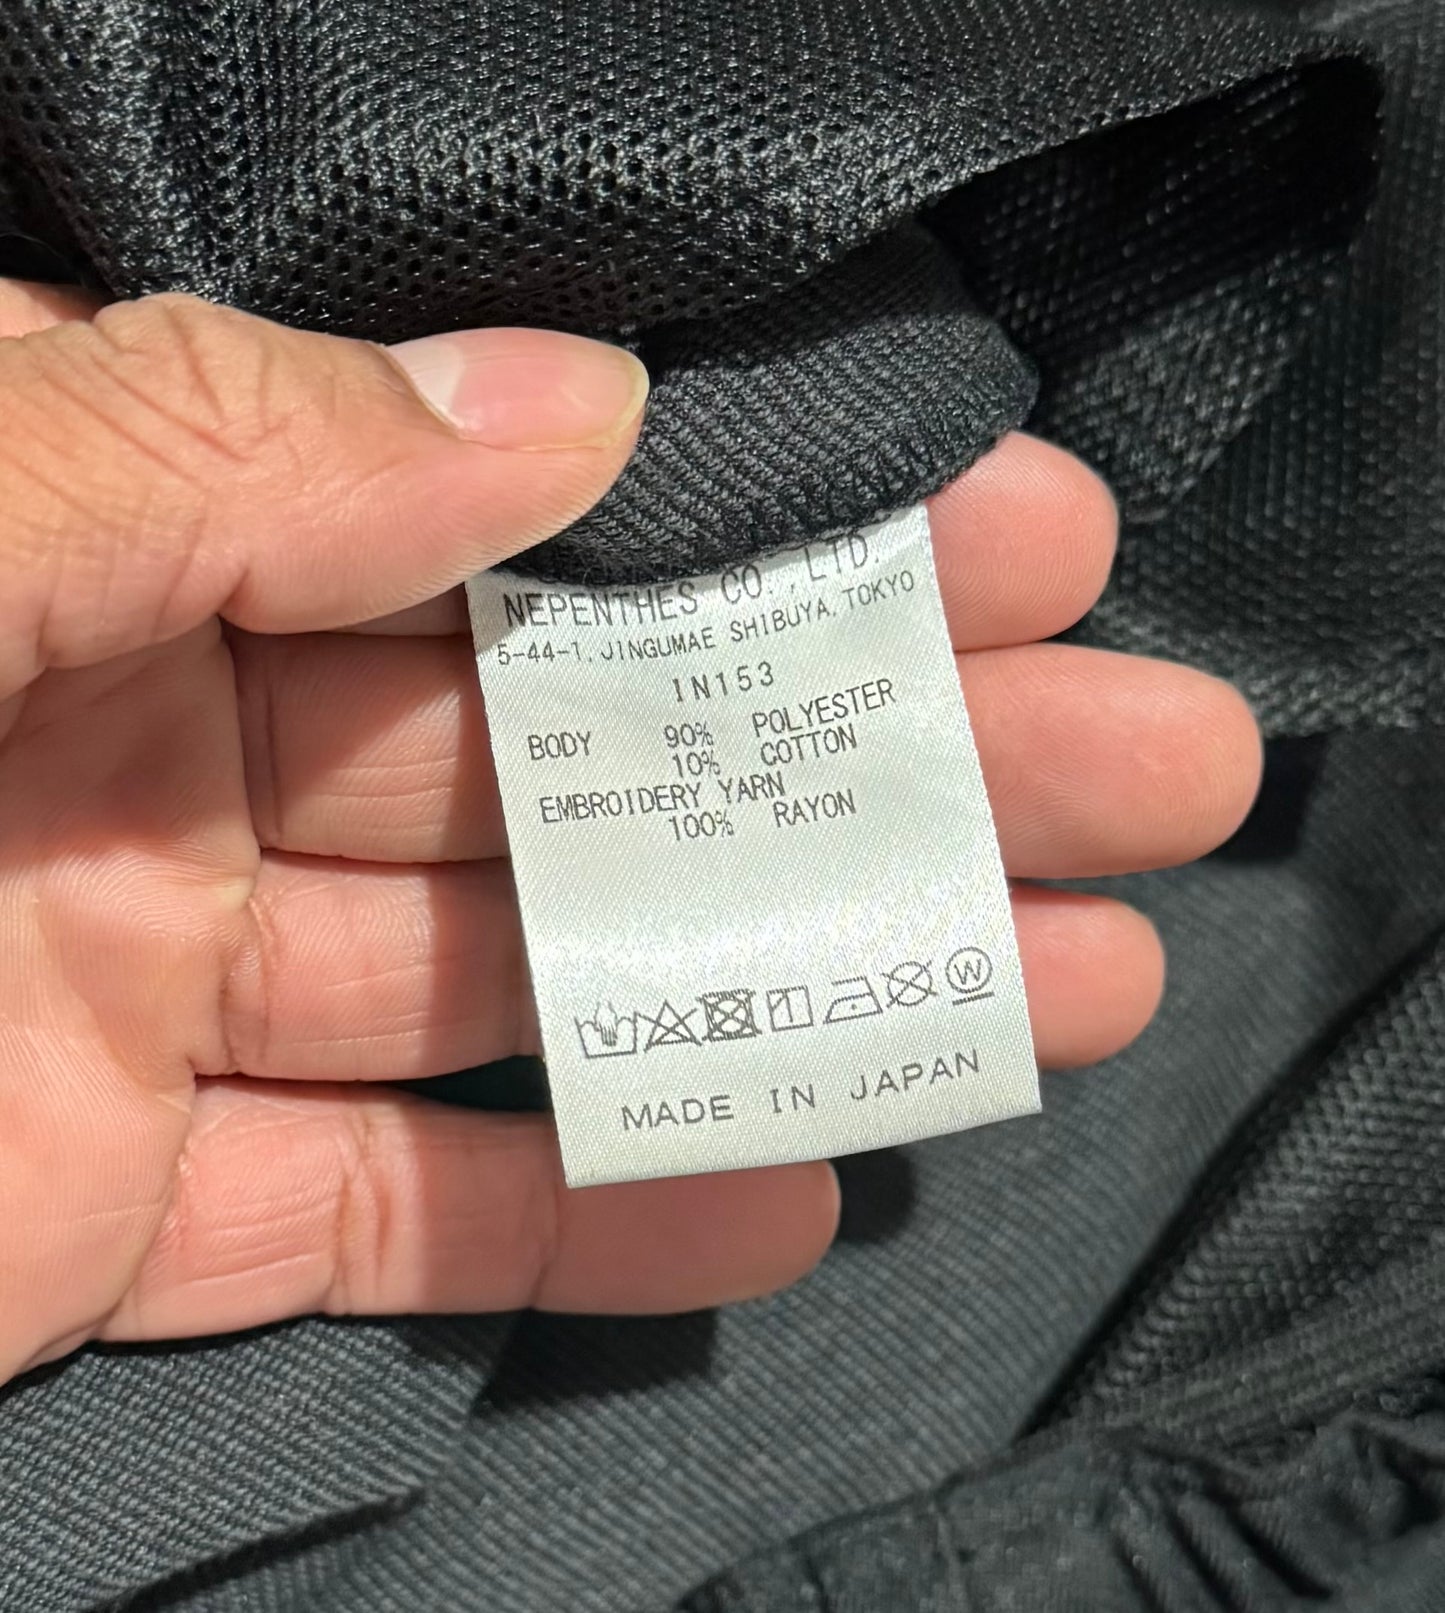 NEPENTHES CO.,LTD.
5-44-1, JINGUMAE SHIBUYA, TOKYO
IN153
BODY 90% POLYESTER
10% COTTON
EMBROIDERY YARN
100% RAYON
W
MADE IN JAPAN